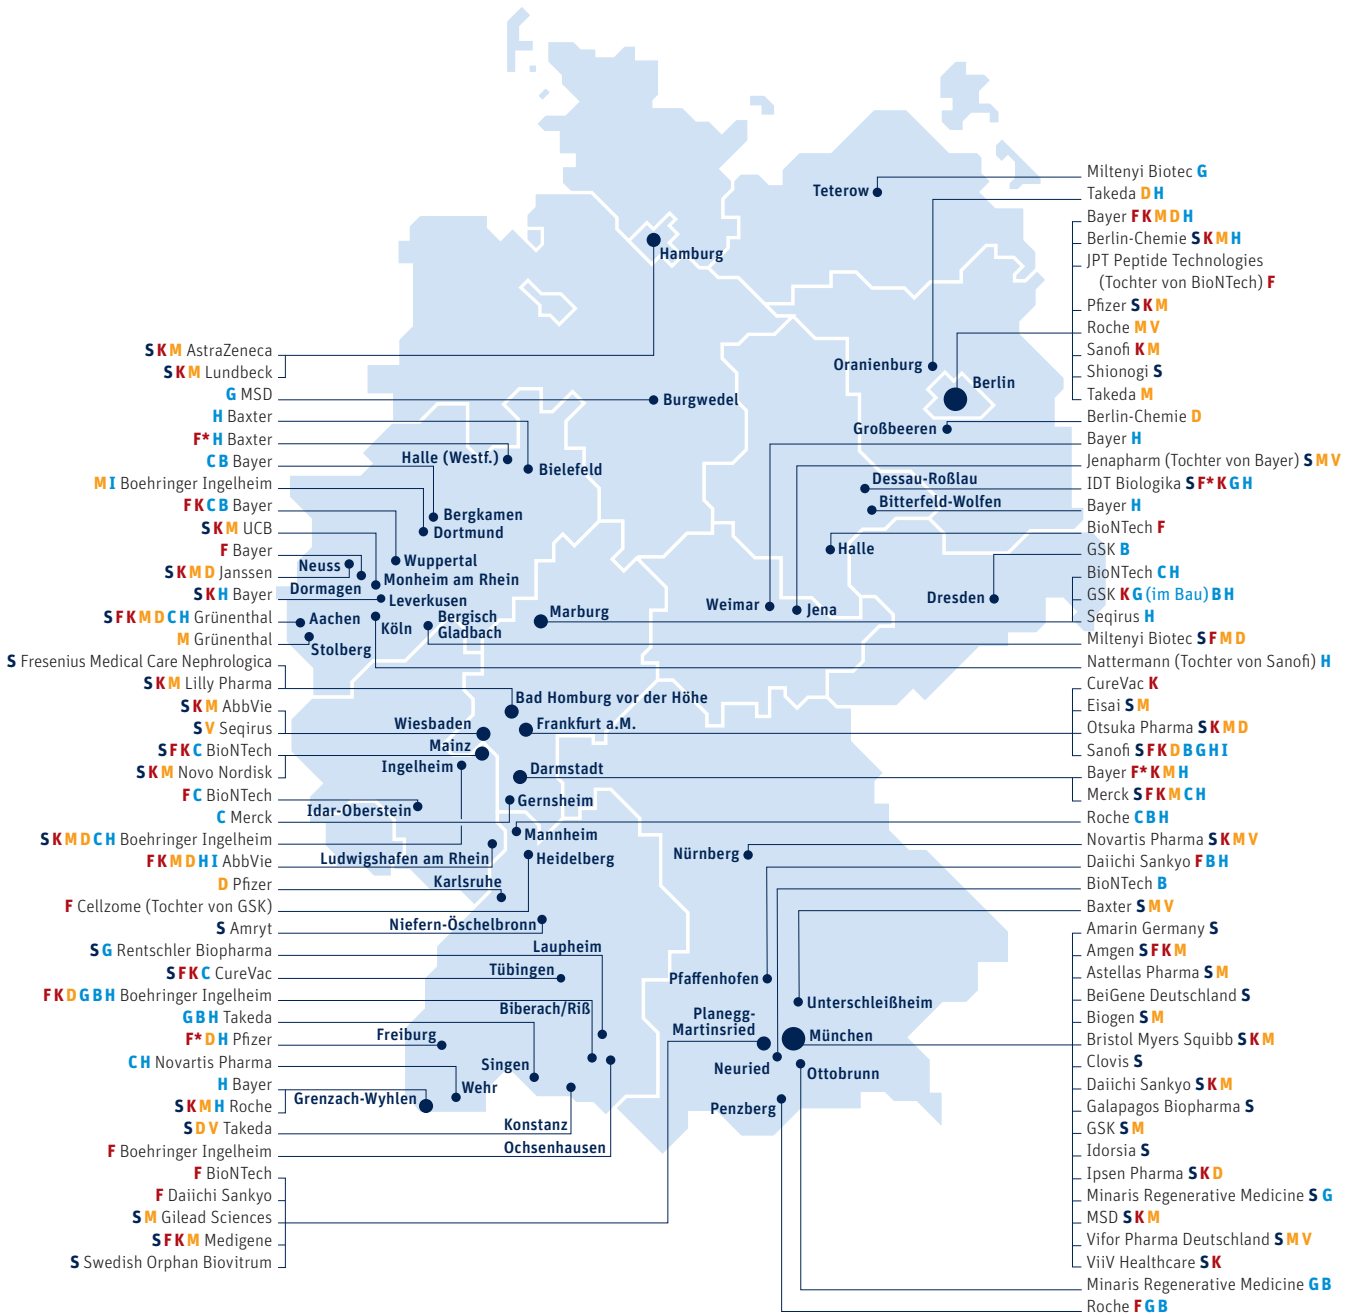 S K M AstraZeneca
S K M Lundbeck
G MSD
H Baxter
F* H Baxter
C B Bayer
M I Boehringer Ingelheim
F K C B Bayer
S K M UCB
F Bayer
S K M D Janssen
S K H Bayer
S F K M D C H Grünenthal
M Grünenthal
S Fresenius Medical Care Nephrologica
S K M Lilly Pharma
S K M AbbVie
S V Seqirus
S F K C BioNTech
S K M Novo Nordisk
F C BioNTech
C Merck
S K M D C H Boehringer Ingelheim
F K M D H I AbbVie
D Pfizer
F Cellzome (Tochter von GSK)
S Amryt
S G Rentschler Biopharma
S F K C CureVac
F K D G B H Boehringer Ingelheim
G B H Takeda
F* D H Pfizer
C H Novartis Pharma
H Bayer
S K M H Roche
S D V Takeda
F Boehringer Ingelheim
F BioNTech
F Daiichi Sankyo
S M Gilead Sciences
S F K M Medigene
S Swedish Orphan Biovitrum
Teterow
Hamburg
Oranienburg
Berlin
Burgwedel
Großbeeren
Halle (Westf.)
Bielefeld
Dessau-Roßlau
Bitterfeld-Wolfen
Bergkamen
Dortmund
Halle
Wuppertal
Neuss
Monheim am Rhein
Dormagen
Leverkusen
Weimar
Jena
Dresden
Marburg
Aachen
Köln
Bergisch
Gladbach
Stolberg
Bad Homburg vor der Höhe
Wiesbaden
Frankfurt a.M.
Mainz
Ingelheim
Darmstadt
Idar-Oberstein
Gernsheim
Mannheim
Ludwigshafen am Rhein
Heidelberg
Nürnberg
Karlsruhe
Niefern-Öschelbronn
Laupheim
Tübingen
Pfaffenhofen
Biberach/Riß
Unterschleißheim
Planegg-
Martinsried
München
Freiburg
Singen
Neuried
Ottobrunn
Wehr
Grenzach-Wyhlen
Penzberg
Konstanz
Ochsenhausen
Miltenyi Biotec G
Takeda D H
Bayer F K M D H
Berlin-Chemie S K M H
JPT Peptide Technologies
(Tochter von BioNTech) F
Pfizer S K M
Roche M V
Sanofi K M
Shionogi S
Takeda M
Berlin-Chemie D
Bayer H
Jenapharm (Tochter von Bayer) S M V
IDT Biologika S F* K G H
Bayer H
BioNTech F
GSK B
BioNTech C H
GSK K G (im Bau) B H
Seqirus H
Miltenyi Biotec S F M D
Nattermann (Tochter von Sanofi) H
CureVac K
Eisai S M
Otsuka Pharma S K M D
Sanofi S F K D B G H I
Bayer F* K M H
Merck S F K M C H
Roche C B H
Novartis Pharma S K M V
Daiichi Sankyo F B H
BioNTech B
Baxter S M V
Amarin Germany S
Amgen S F K M
Astellas Pharma S M
BeiGene Deutschland S
Biogen S M
Bristol Myers Squibb S K M
Clovis S
Daiichi Sankyo S K M
Galapagos Biopharma S
GSK S M
Idorsia S
Ipsen Pharma S K D
Minaris Regenerative Medicine S G
MSD S K M
Vifor Pharma Deutschland S M V
ViiV Healthcare S K
Minaris Regenerative Medicine G B
Roche F G B